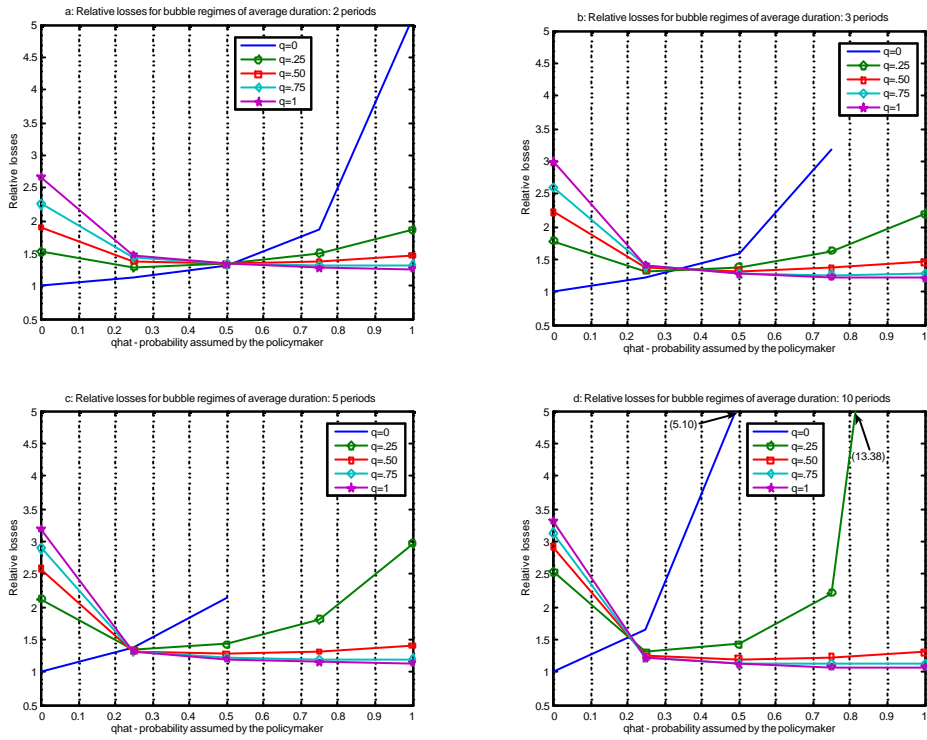 a: Relative losses for bubble regimes of average duration: 2 periods
5
4.5
4
3.5
3
2.5
2
1.5
1
0.5
Relative losses
q=0
q=.25
q=.50
q=.75
q=1
0 0.1 0.2 0.3 0.4 0.5 0.6 0.7 0.8 0.9 1
qhat - probability assumed by the policymaker
b: Relative losses for bubble regimes of average duration: 3 periods
5
4.5
4
3.5
3
2.5
2
1.5
1
0.5
Relative losses
q=0
q=.25
q=.50
q=.75
q=1
0 0.1 0.2 0.3 0.4 0.5 0.6 0.7 0.8 0.9 1
qhat - probability assumed by the policymaker
c: Relative losses for bubble regimes of average duration: 5 periods
5
4.5
4
3.5
3
2.5
2
1.5
1
0.5
Relative losses
q=0
q=.25
q=.50
q=.75
q=1
0 0.1 0.2 0.3 0.4 0.5 0.6 0.7 0.8 0.9 1
qhat - probability assumed by the policymaker
d: Relative losses for bubble regimes of average duration: 10 periods
5
4.5
4
3.5
3
2.5
2
1.5
1
0.5
Relative losses
(5.10)
(13.38)
q=0
q=.25
q=.50
q=.75
q=1
0 0.1 0.2 0.3 0.4 0.5 0.6 0.7 0.8 0.9 1
qhat - probability assumed by the policymaker